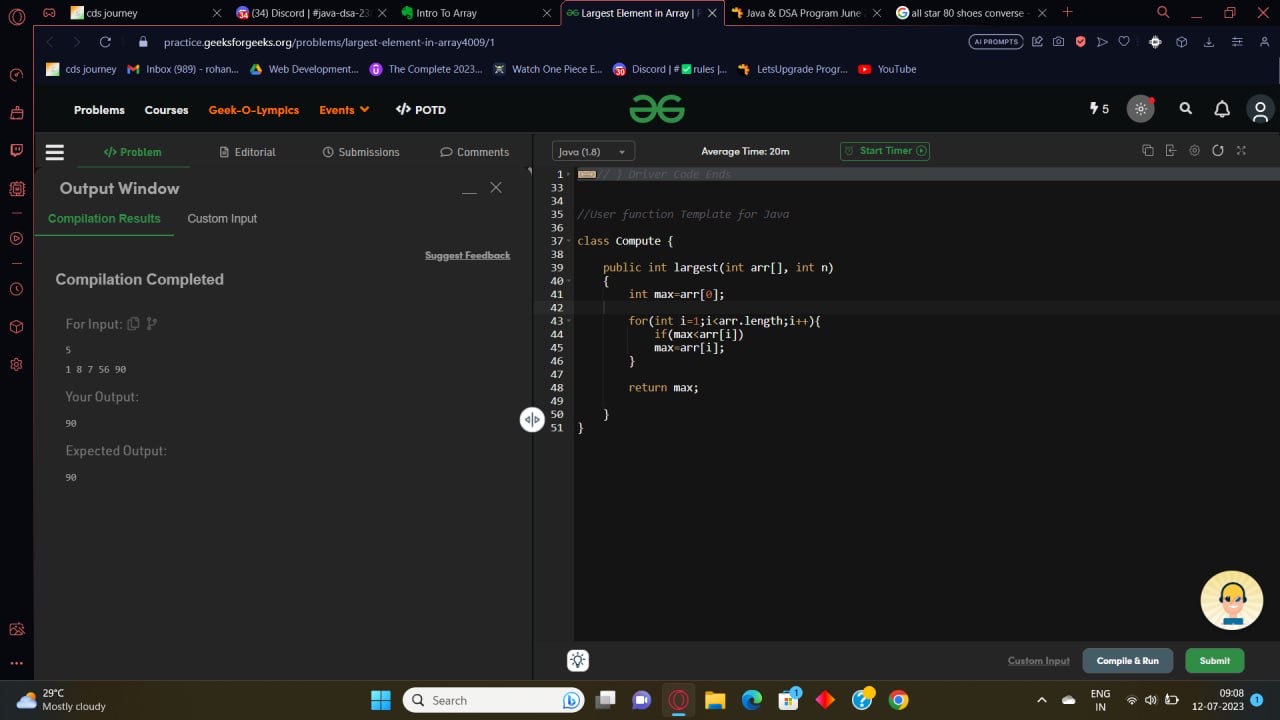 cds journey
(34) Discord | #java-dsa-23
Intro To Array
Largest Element in Array | P
Java & DSA Program June
all star 80 shoes converse -
practice.geeksforgeeks.org/problems/largest-element-in-array4009/1
AI PROMPTS
cds journey
Inbox (989) - rohan...
Web Development...
The Complete 2023...
Watch One Piece E...
Discord | #✅rules |...
LetsUpgrade Progr...
YouTube
Problems
Courses
Geek-O-Lympics
Events
</> POTD
5
</> Problem
Editorial
Submissions
Comments
Java (1.8)
Average Time: 20m
Start Timer
Output Window
Compilation Results
Custom Input
Suggest Feedback
Compilation Completed
For Input:
5
1 8 7 56 90
Your Output:
90
Expected Output:
90
1 // } Driver Code Ends
33
34
35 //User function Template for Java
36
37 class Compute {
38
39 public int largest(int arr[], int n)
40 {
41 int max=arr[0];
42
43 for(int i=1;i<arr.length;i++){
44 if(max<arr[i])
45 max=arr[i];
46 }
47
48 return max;
49
50 }
51 }
Custom Input
Compile & Run
Submit
29°C
Mostly cloudy
Search
1
ENG
IN
09:08
12-07-2023
1